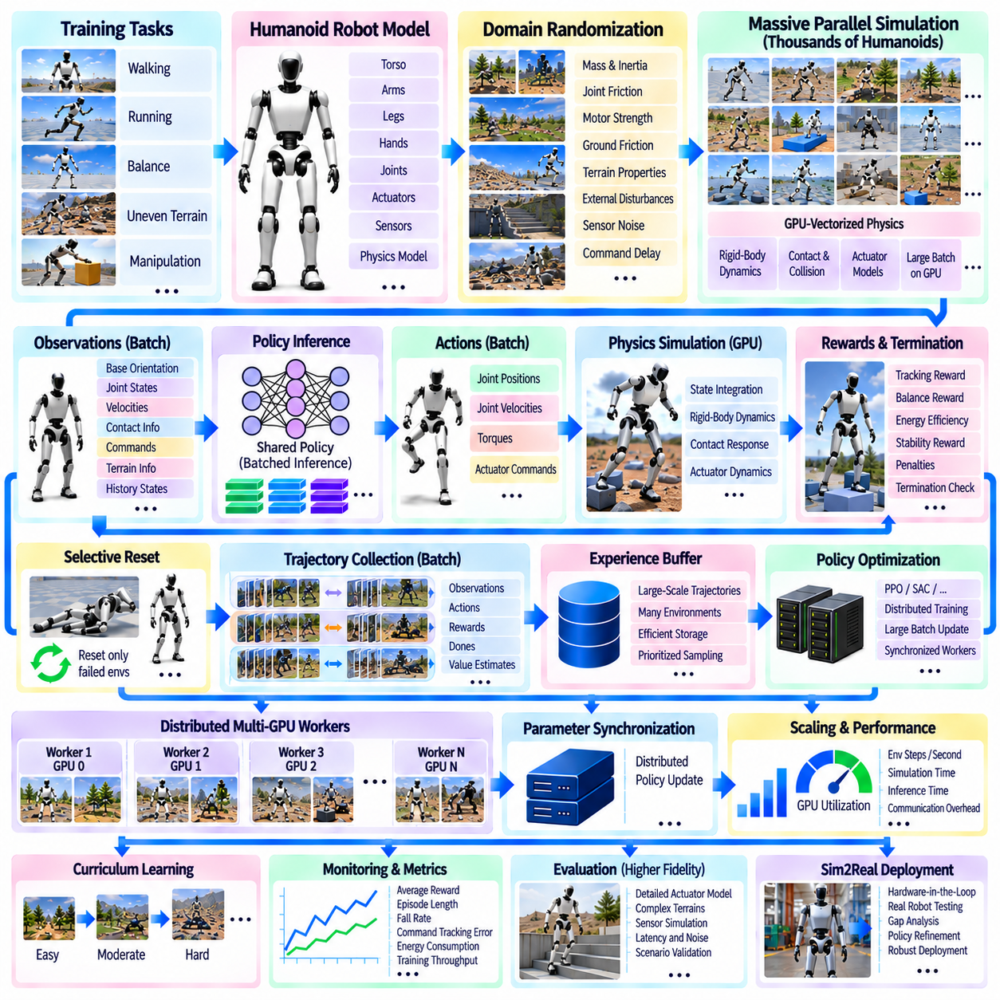 Training Tasks
Walking
Running
Balance
Uneven Terrain
Manipulation
Humanoid Robot Model
Torso
Arms
Legs
Hands
Joints
Actuators
Sensors
Physics Model
Domain Randomization
Mass & Inertia
Joint Friction
Motor Strength
Ground Friction
Terrain Properties
External Disturbances
Sensor Noise
Command Delay
Massive Parallel Simulation
(Thousands of Humanoids)
GPU-Vectorized Physics
Rigid-Body
Dynamics
Contact &
Collision
Actuator
Models
Large Batch
on GPU
Observations (Batch)
Base Orientation
Joint States
Velocities
Contact Info
Commands
Terrain Info
History States
Policy Inference
Shared Policy
(Batched Inference)
Actions (Batch)
Joint Positions
Joint Velocities
Torques
Actuator Commands
Physics Simulation (GPU)
State Integration
Rigid-Body Dynamics
Contact Response
Actuator Dynamics
Rewards & Termination
Tracking Reward
Balance Reward
Energy Efficiency
Stability Reward
Penalties
Termination Check
Selective Reset
Reset only
failed envs
Trajectory Collection (Batch)
Observations
Actions
Rewards
Dones
Value Estimates
Experience Buffer
Large-Scale Trajectories
Many Environments
Efficient Storage
Prioritized Sampling
Policy Optimization
PPO / SAC / ...
Distributed Training
Large Batch Update
Synchronized Workers
Distributed Multi-GPU Workers
Worker 1
GPU 0
Worker 2
GPU 1
Worker 3
GPU 2
Worker N
GPU N
Parameter Synchronization
Distributed
Policy Update
Scaling & Performance
GPU Utilization
Env Steps /Second
Simulation Time
Inference Time
Communication Overhead
Curriculum Learning
Easy
Moderate
Hard
Monitoring & Metrics
Average Reward
Episode Length
Fall Rate
Command Tracking Error
Energy Consumption
Training Throughput
Evaluation (Higher Fidelity)
Detailed Actuator Model
Complex Terrains
Sensor Simulation
Latency and Noise
Scenario Validation
Sim2Real Deployment
Hardware-in-the-Loop
Real Robot Testing
Gap Analysis
Policy Refinement
Robust Deployment